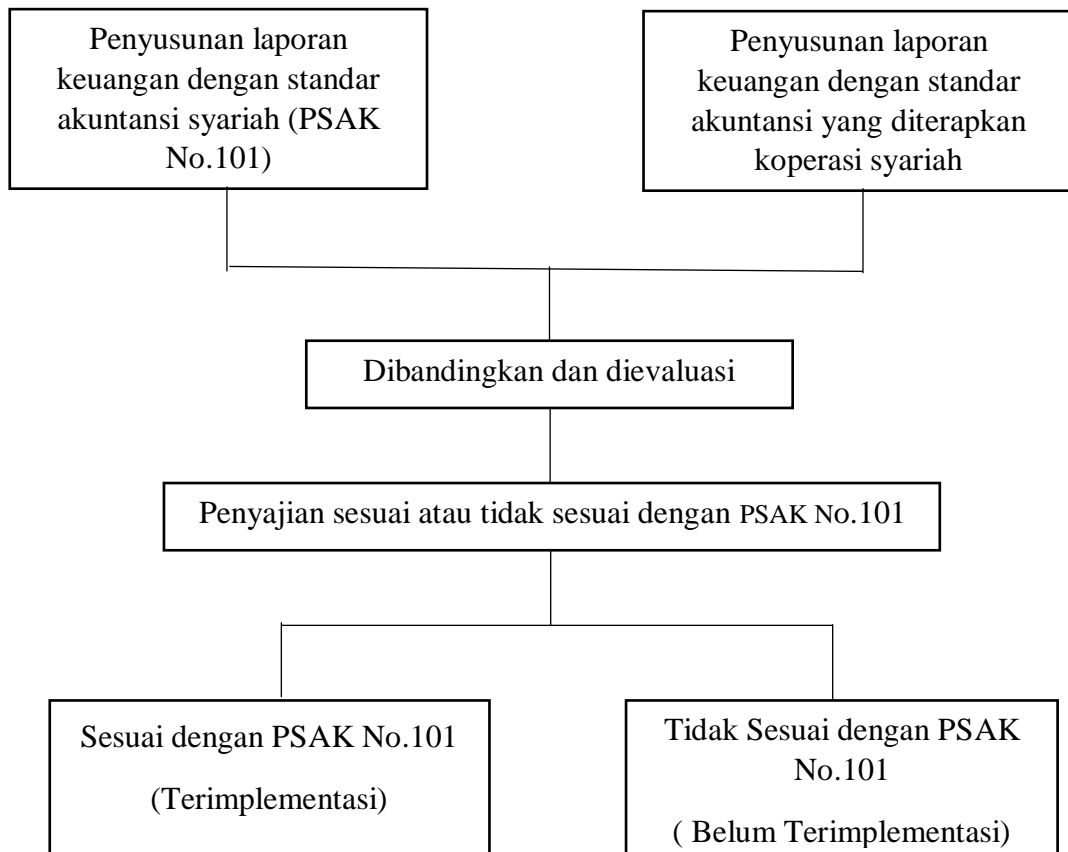 Penyusunan laporan
keuangan dengan standar
akuntansi syariah (PSAK
No.101)
Penyusunan laporan
keuangan dengan standar
akuntansi yang diterapkan
koperasi syariah
Dibandingkan dan dievaluasi
Penyajian sesuai atau tidak sesuai dengan PSAK No.101
Sesuai dengan PSAK No.101
(Terimplementasi)
Tidak Sesuai dengan PSAK
No.101
( Belum Terimplementasi)